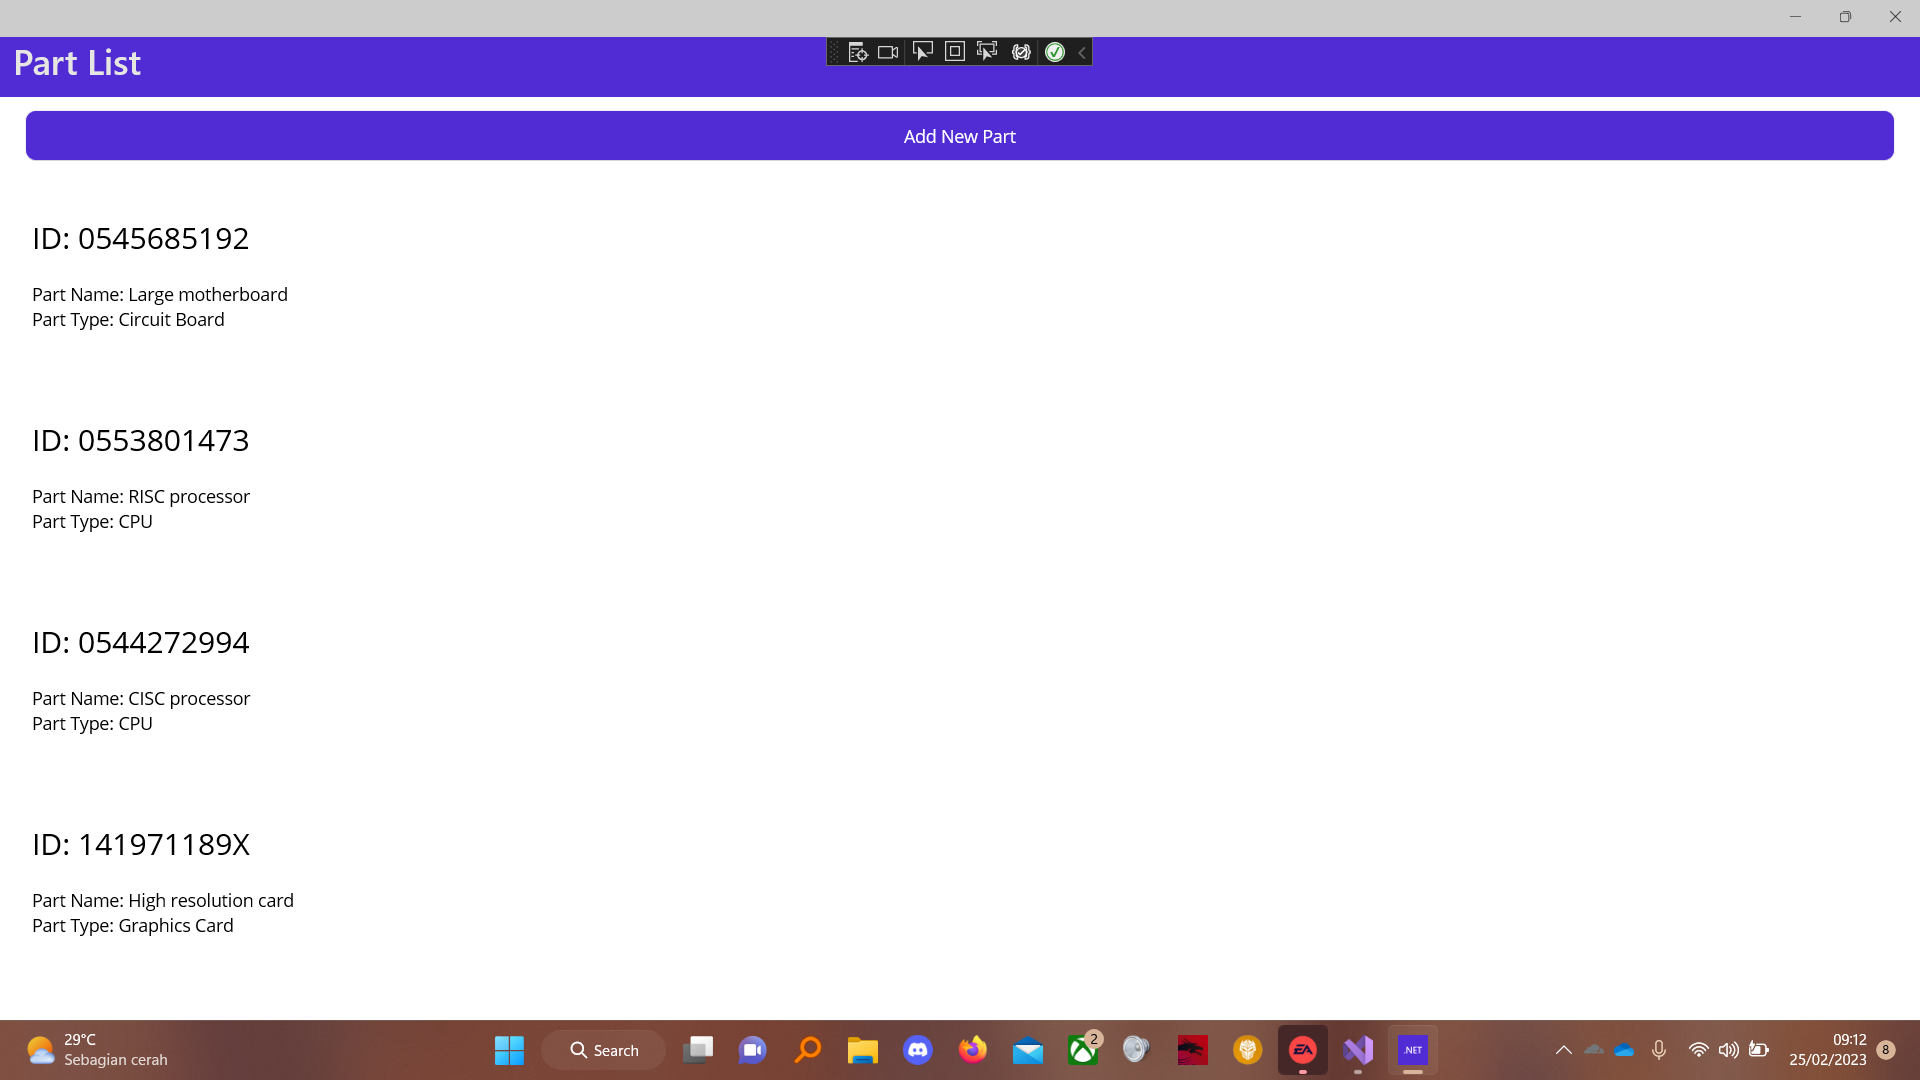 Part List
Add New Part
ID: 0545685192
Part Name: Large motherboard
Part Type: Circuit Board
ID: 0553801473
Part Name: RISC processor
Part Type: CPU
ID: 0544272994
Part Name: CISC processor
Part Type: CPU
ID: 141971189X
Part Name: High resolution card
Part Type: Graphics Card
29°C
Sebagian cerah
Search
2
EA
.NET
09:12
25/02/2023
8